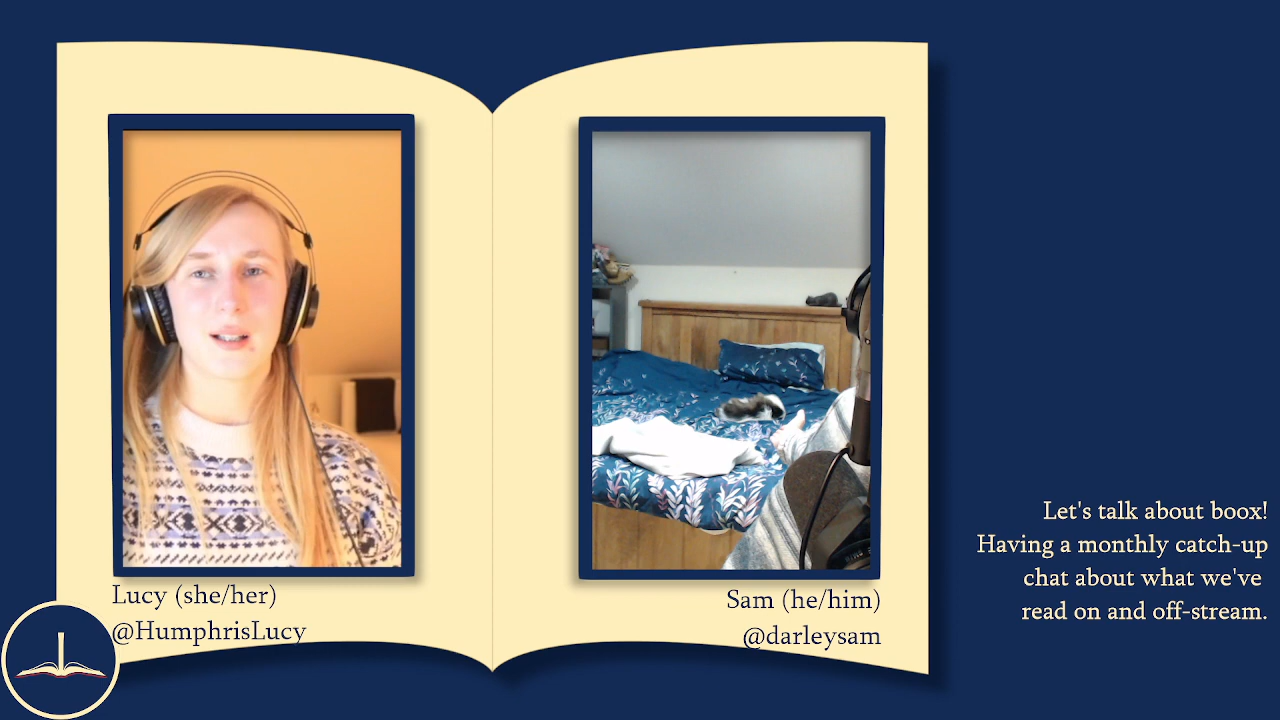 Lucy (she/her)
@HumphrisLucy
Sam (he/him)
@darleysam
Let's talk about boox!
Having a monthly catch-up
chat about what we've
read on and off-stream.